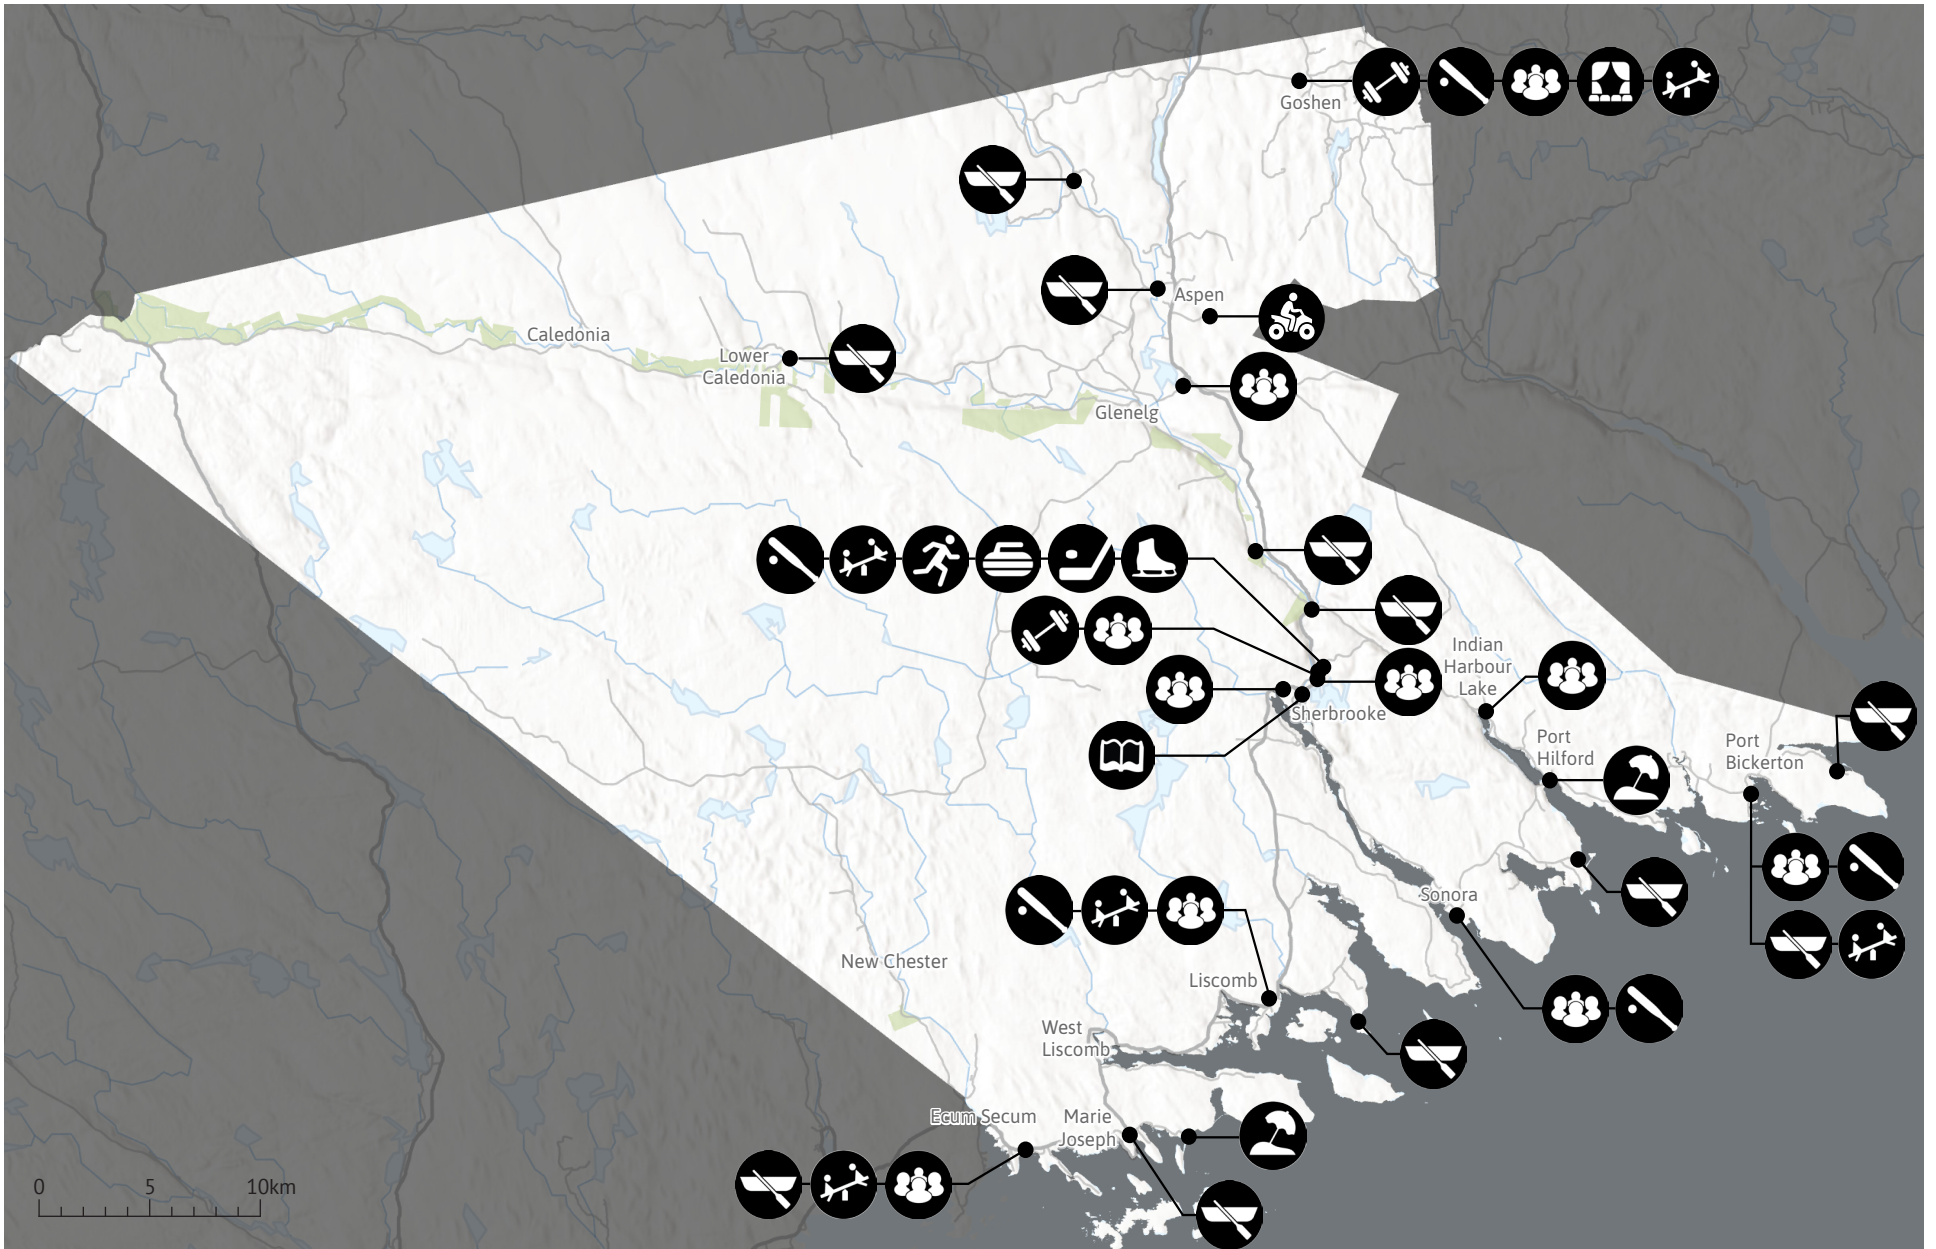 Goshen
Aspen
Caledonia
Lower
Caledonia
Glenelg
Indian
Harbour
Lake
Sherbrooke
Port
Hilford
Port
Bickerton
Sonora
New Chester
Liscomb
West
Liscomb
Ecum Secum
Marie
Joseph
0 5 10km